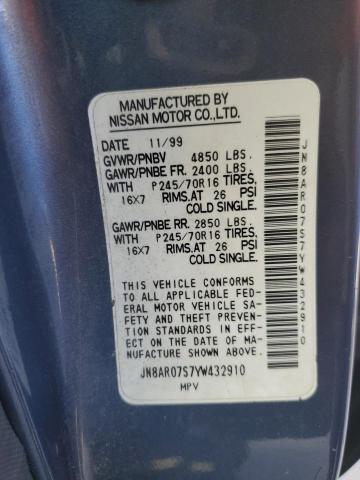 MANUFACTURED BY
NISSAN MOTOR CO.,LTD.
DATE 11/99
GVWR/PNBV 4850 LBS.
GAWR/PNBE FR. 2400 LBS.
WITH P245/70R16 TIRES,
16X7 RIMS.AT 26 PSI
COLD SINGLE.
GAWR/PNBE RR. 2850 LBS.
WITH P245/70R16 TIRES,
16X7 RIMS.AT 26 PSI
COLD SINGLE.
THIS VEHICLE CONFORMS
TO ALL APPLICABLE FED-
ERAL MOTOR VEHICLE SA-
FETY AND THEFT PREVEN-
TION STANDARDS IN EFF-
ECT ON THE DATE OF MA-
NUFACTURE SHOWN ABOVE.
JN8AR07S7YW432910
MPV
JN8AR07S7YW432910